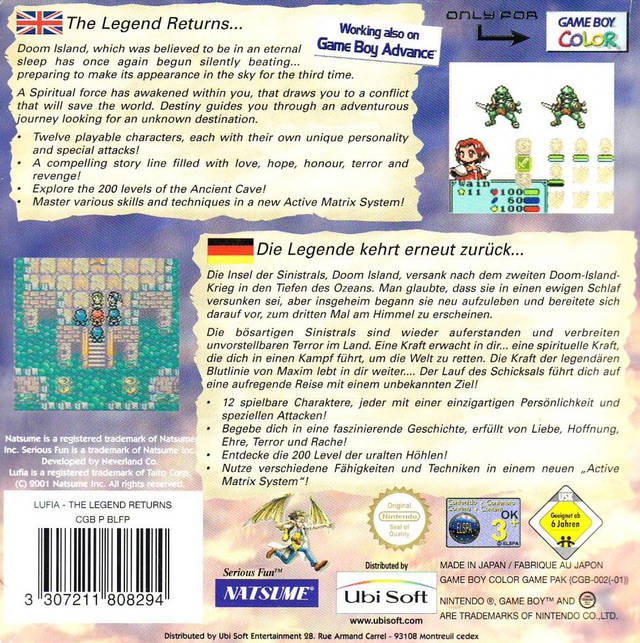 The Legend Returns...
Doom Island, which was believed to be in an eternal
sleep has once again begun silently beating...
preparing to make its appearance in the sky for the third time.
A Spiritual force has awakened within you, that draws you to a conflict
that will save the world. Destiny guides you through an adventurous
journey looking for an unknown destination.
• Twelve playable characters, each with their own unique personality
and special attacks!
• A compelling story line filled with love, hope, honour, terror and
revenge!
• Explore the 200 levels of the Ancient Cave!
• Master various skills and techniques in a new Active Matrix System!
Working also on
Game Boy Advance
ONLY FOR
GAME BOY
COLOR
Wain
11 100
60
100
Die Legende kehrt erneut zurück...
Die Insel der Sinistrals, Doom Island, versank nach dem zweiten Doom-Island-
Krieg in den Tiefen des Ozeans. Man glaubte, dass sie in einen ewigen Schlaf
versunken sei, aber insgeheim begann sie neu aufzuleben und bereitete sich
darauf vor, zum dritten Mal am Himmel zu erscheinen.
Die bösartigen Sinistrals sind wieder auferstanden und verbreiten
unvorstellbaren Terror im Land. Eine Kraft erwacht in dir... eine spirituelle Kraft,
die dich in einen Kampf führt, um die Welt zu retten. Die Kraft der legendären
Blutlinie von Maxim lebt in dir weiter.... Der Lauf des Schicksals führt dich auf
eine aufregende Reise mit einem unbekannten Ziel!
• 12 spielbare Charaktere, jeder mit einer einzigartigen Persönlichkeit und
speziellen Attacken!
• Begebe dich in eine faszinierende Geschichte, erfüllt von Liebe, Hoffnung,
Ehre, Terror und Rache!
• Entdecke die 200 Level der uralten Höhlen!
• Nutze verschiedene Fähigkeiten und Techniken in einem neuen „Active
Matrix System"!
Natsume is a registered trademark of Natsume
Inc. Serious Fun is a trademark of Natsume Inc.
Developed by Neverland Co.
Lufia is a registered trademark of Taito Corp.
(C) 2001 Natsume Inc. All rights reserved.
LUFIA - THE LEGEND RETURNS
CGB P BLFP
3 307211 808294
Serious Fun™
NATSUME®
Original
Nintendo
Seal of
Quality
Distributed by
Ubi Soft
www.ubisoft.com
ELSPA
OK
3+
© ELSPA
USK
Geeignet ab
6 Jahren
MADE IN JAPAN / FABRIQUE AU JAPON
GAME BOY COLOR GAME PAK (CGB-002(-01))
NINTENDO ®, GAME BOY™ AND
ARE TRADEMARKS OF NINTENDO CO.,LTD.
Distributed by Ubi Soft Entertainment 28. Rue Armand Carrel - 93108 Montreuil cedex